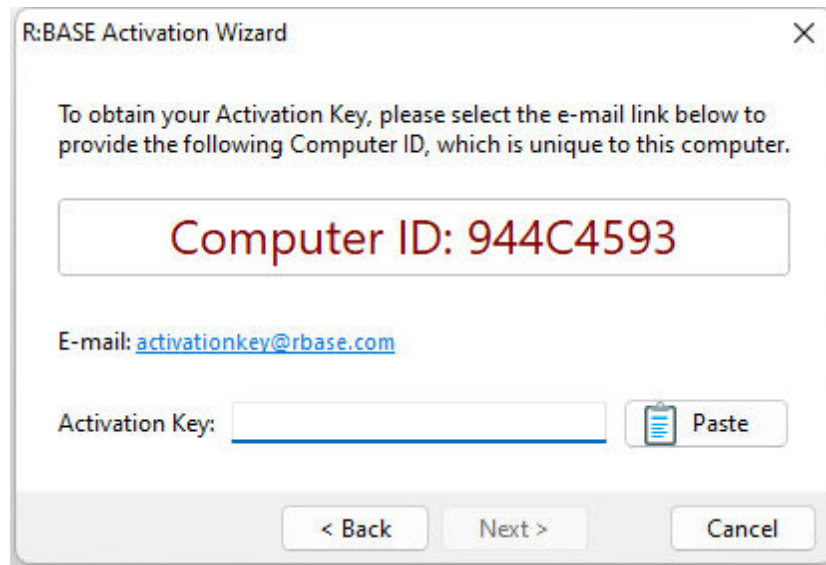 R:BASE Activation Wizard
To obtain your Activation Key, please select the e-mail link below to
provide the following Computer ID, which is unique to this computer.
Computer ID: 944C4593
E-mail: activationkey@rbase.com
Activation Key:
Paste
< Back
Next >
Cancel